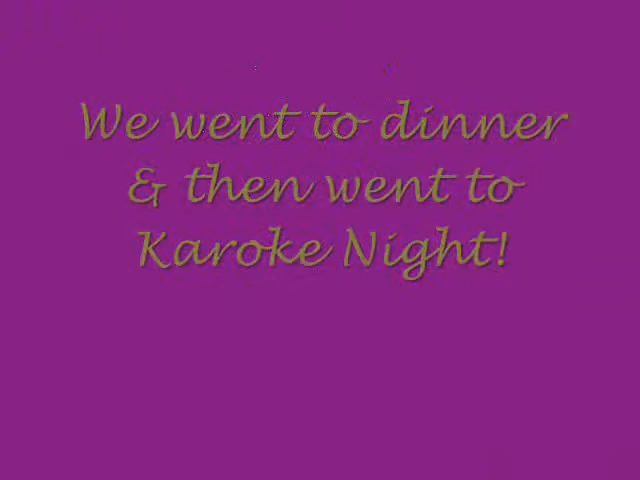 We went to dinner
& then went to
Karoke Night!